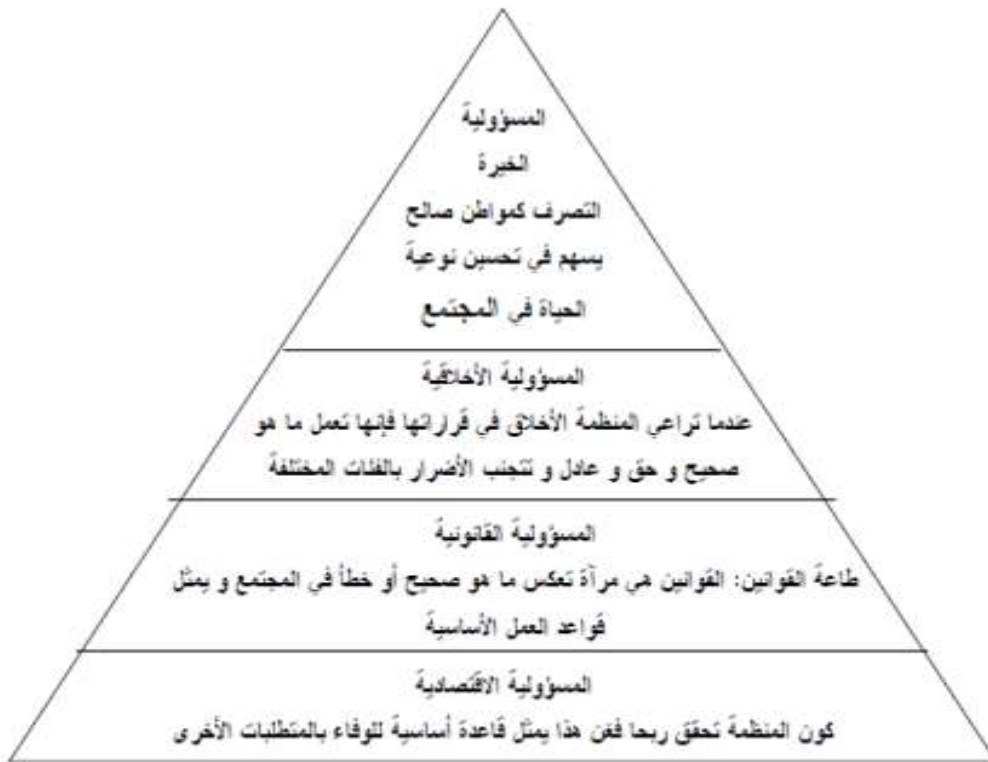 المسؤولية
الخيرة
التصرف كمواطن صالح
يسهم في تحسين نوعية
الحياة في المجتمع
المسؤولية الأخلاقية
عندما تراعي المنظمة الأخلاق في قراراتها فإنها تعمل ما هو
صحيح و حق و عادل و تتجنب الأضرار بالفئات المختلفة
المسؤولية القانونية
طاعة القوانين: القوانين هي مرآة تعكس ما هو صحيح أو خطأ في المجتمع و يمثل
قواعد العمل الأساسية
المسؤولية الاقتصادية
كون المنظمة تحقق ربحا فغن هذا يمثل قاعدة أساسية للوفاء بالمتطلبات الأخرى